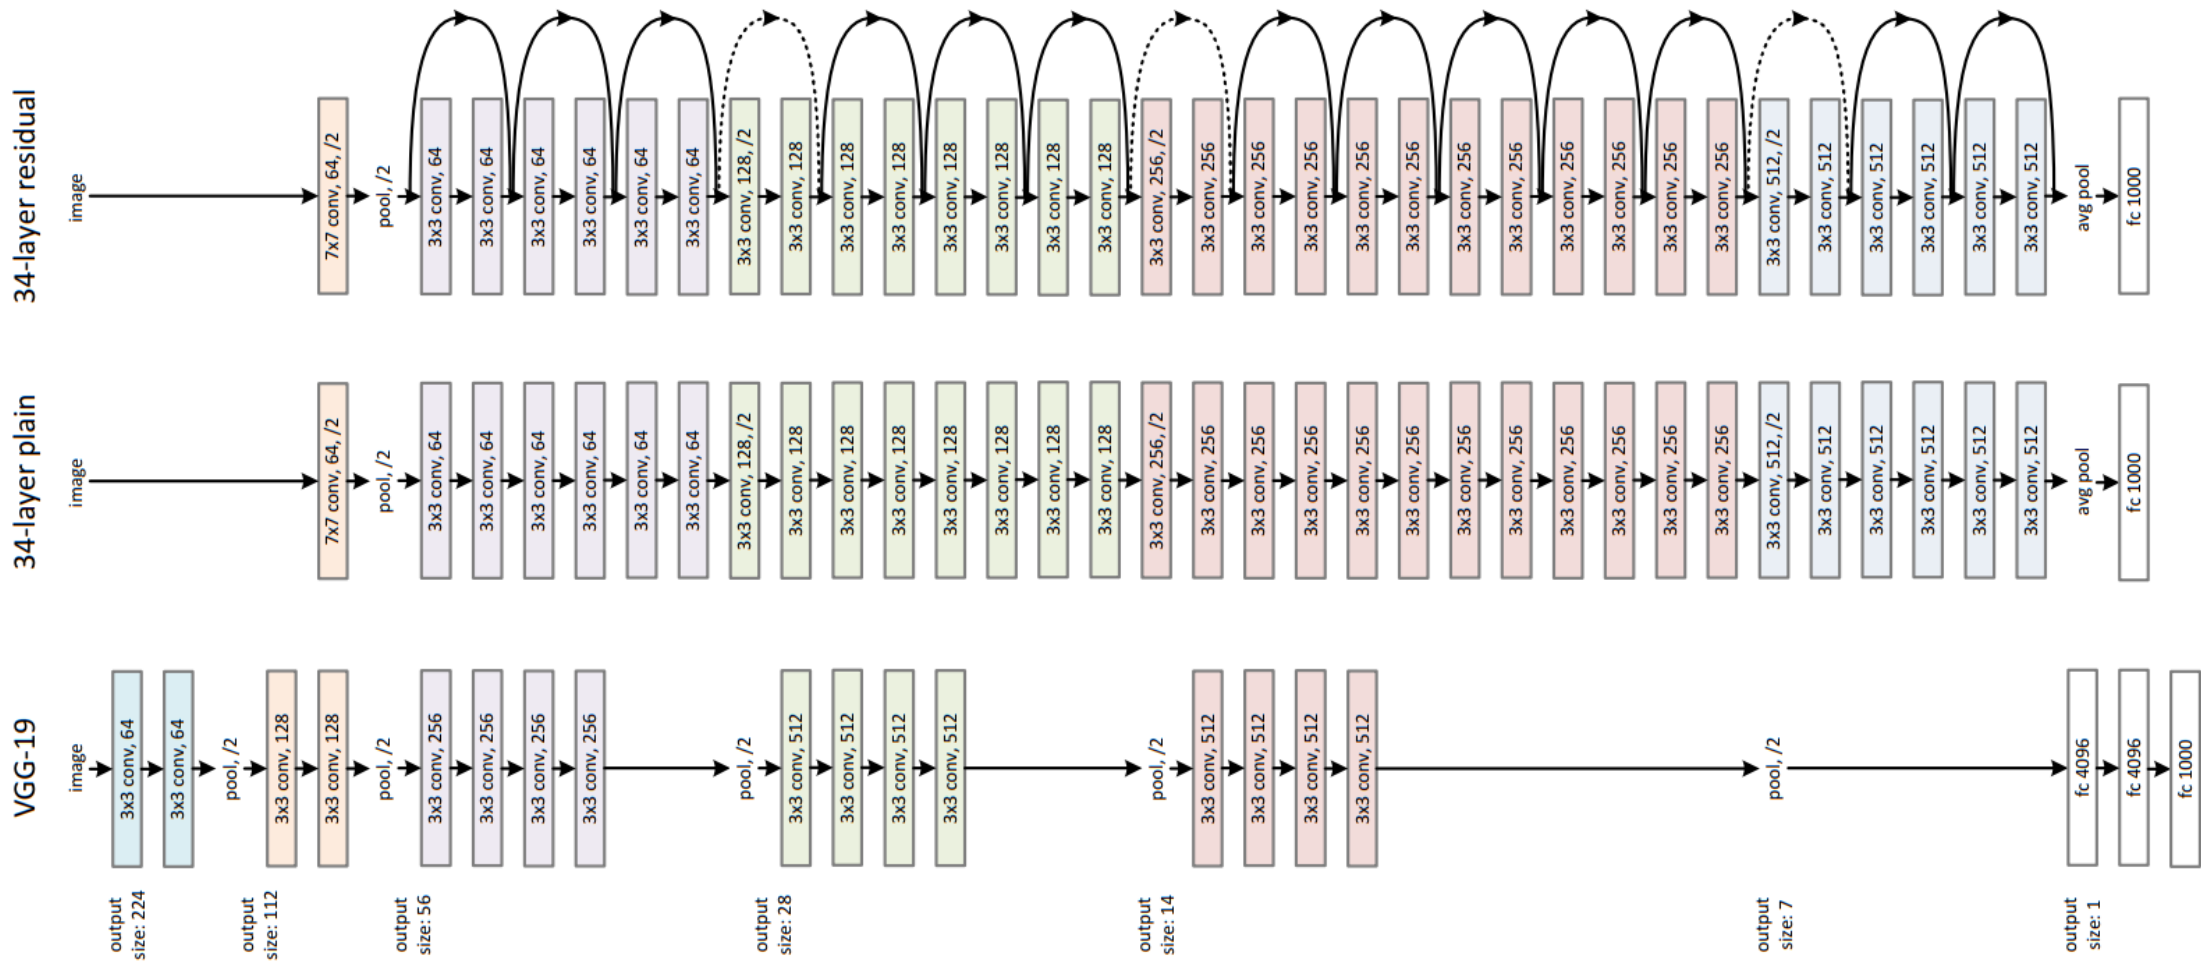 VGG-19
image
3x3 conv, 64
3x3 conv, 64
pool, /2
3x3 conv, 128
3x3 conv, 128
pool, /2
3x3 conv, 256
3x3 conv, 256
3x3 conv, 256
3x3 conv, 256
pool, /2
3x3 conv, 512
3x3 conv, 512
3x3 conv, 512
3x3 conv, 512
pool, /2
3x3 conv, 512
3x3 conv, 512
3x3 conv, 512
3x3 conv, 512
pool, /2
fc 4096
fc 4096
fc 1000
output
size: 224
output
size: 112
output
size: 56
output
size: 28
output
size: 14
output
size: 7
output
size: 1
34-layer plain
image
7x7 conv, 64, /2
pool, /2
3x3 conv, 64
3x3 conv, 64
3x3 conv, 64
3x3 conv, 64
3x3 conv, 64
3x3 conv, 64
3x3 conv, 128, /2
3x3 conv, 128
3x3 conv, 128
3x3 conv, 128
3x3 conv, 128
3x3 conv, 128
3x3 conv, 128
3x3 conv, 128
3x3 conv, 256, /2
3x3 conv, 256
3x3 conv, 256
3x3 conv, 256
3x3 conv, 256
3x3 conv, 256
3x3 conv, 256
3x3 conv, 256
3x3 conv, 256
3x3 conv, 256
3x3 conv, 256
3x3 conv, 256
3x3 conv, 512, /2
3x3 conv, 512
3x3 conv, 512
3x3 conv, 512
3x3 conv, 512
3x3 conv, 512
avg pool
fc 1000
34-layer residual
image
7x7 conv, 64, /2
pool, /2
3x3 conv, 64
3x3 conv, 64
3x3 conv, 64
3x3 conv, 64
3x3 conv, 64
3x3 conv, 64
3x3 conv, 128, /2
3x3 conv, 128
3x3 conv, 128
3x3 conv, 128
3x3 conv, 128
3x3 conv, 128
3x3 conv, 128
3x3 conv, 128
3x3 conv, 256, /2
3x3 conv, 256
3x3 conv, 256
3x3 conv, 256
3x3 conv, 256
3x3 conv, 256
3x3 conv, 256
3x3 conv, 256
3x3 conv, 256
3x3 conv, 256
3x3 conv, 256
3x3 conv, 256
3x3 conv, 512, /2
3x3 conv, 512
3x3 conv, 512
3x3 conv, 512
3x3 conv, 512
3x3 conv, 512
avg pool
fc 1000